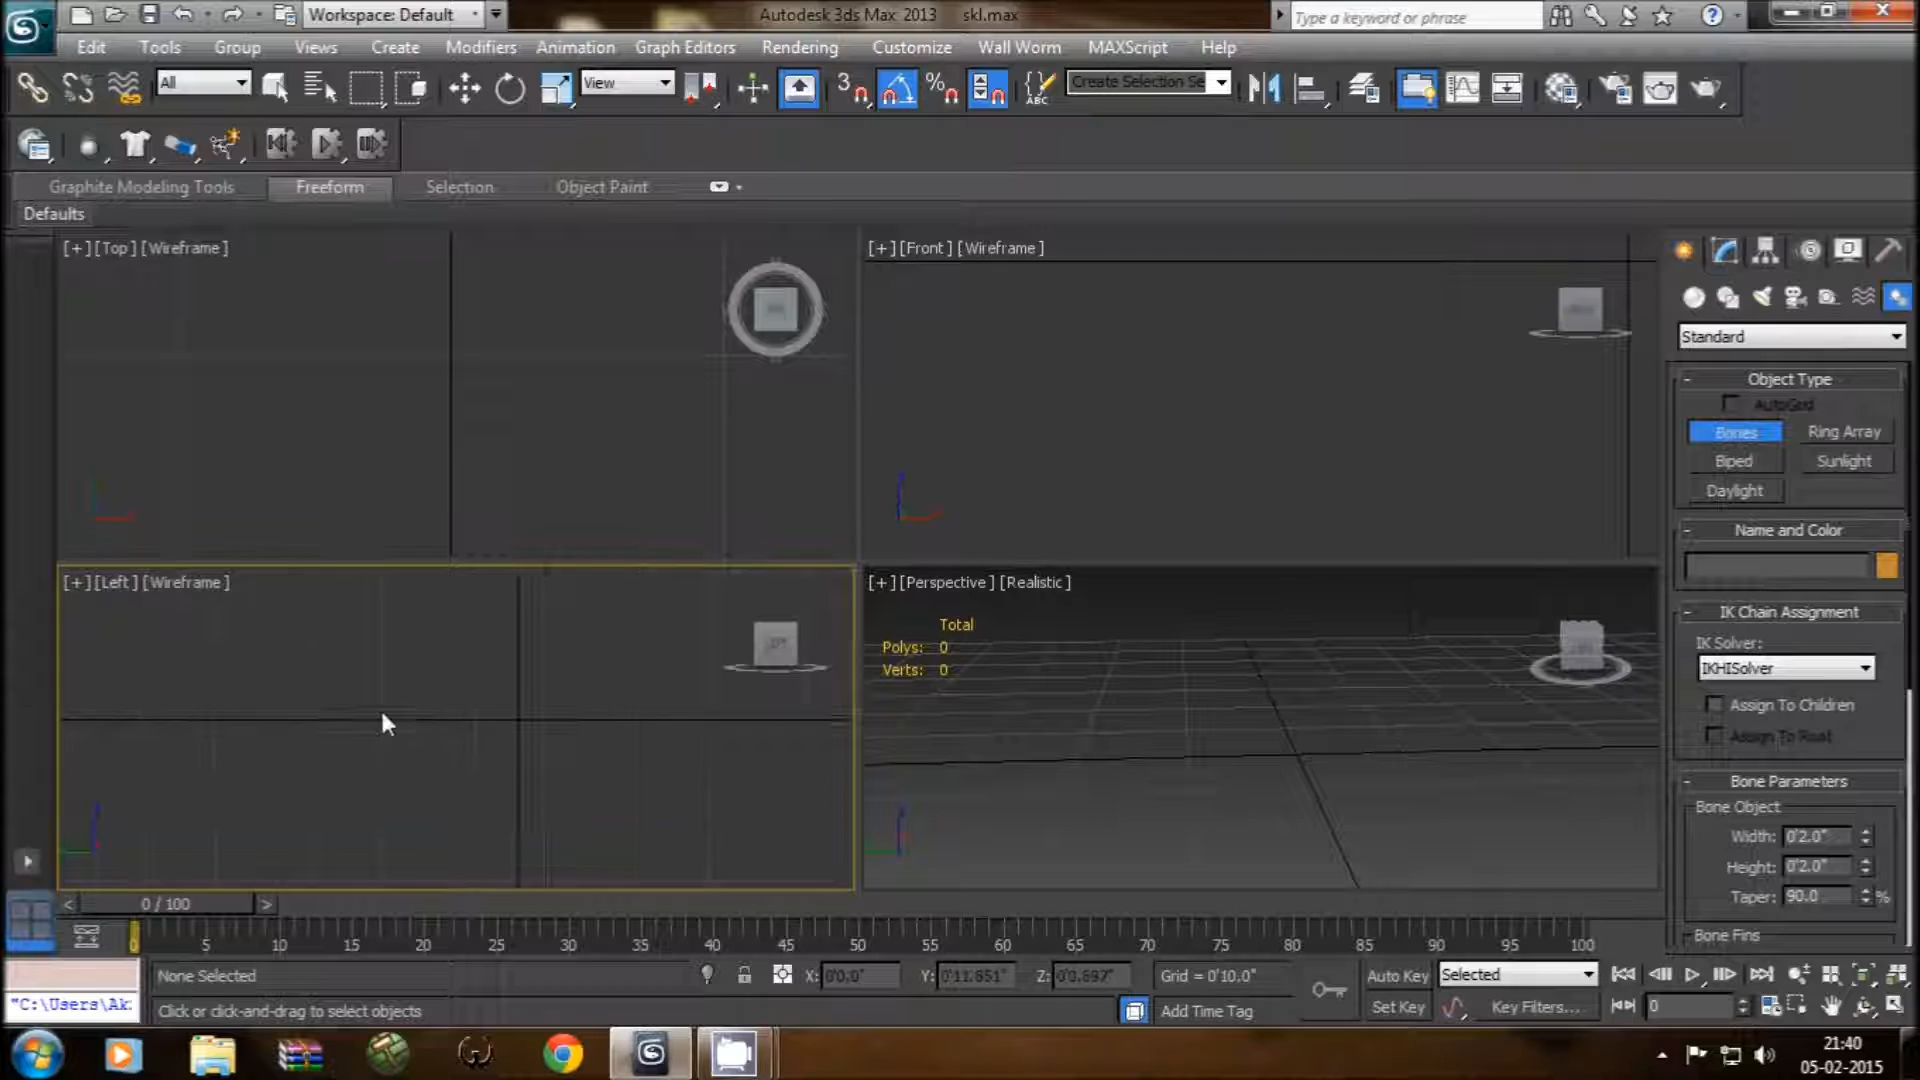 Workspace: Default
Autodesk 3ds Max 2013 skl.max
Type a keyword or phrase
Edit Tools Group Views Create Modifiers Animation Graph Editors Rendering Customize Wall Worm MAXScript Help
All
View
3
%
ABC
Create Selection Se
Graphite Modeling Tools Freeform Selection Object Paint
Defaults
[+][Top][Wireframe]
[+][Front][Wireframe]
Standard
- Object Type
AutoGrid
Bones Ring Array
Biped Sunlight
Daylight
- Name and Color
[+][Left][Wireframe]
[+][Perspective][Realistic]
Total
Polys: 0
Verts: 0
- IK Chain Assignment
IK Solver:
IKHISolver
Assign To Children
Assign To Root
- Bone Parameters
Bone Object
Width: 0'2.0"
Height: 0'2.0"
Taper: 90.0 %
Bone Fins
< 0 / 100 >
0 5 10 15 20 25 30 35 40 45 50 55 60 65 70 75 80 85 90 95 100
None Selected X: 0'0.0" Y: 0'11.851" Z: 0'0.697" Grid = 0'10.0" Auto Key Selected
"C:\Users\Ak: Click or click-and-drag to select objects Add Time Tag Set Key Key Filters... 0
21:40
05-02-2015